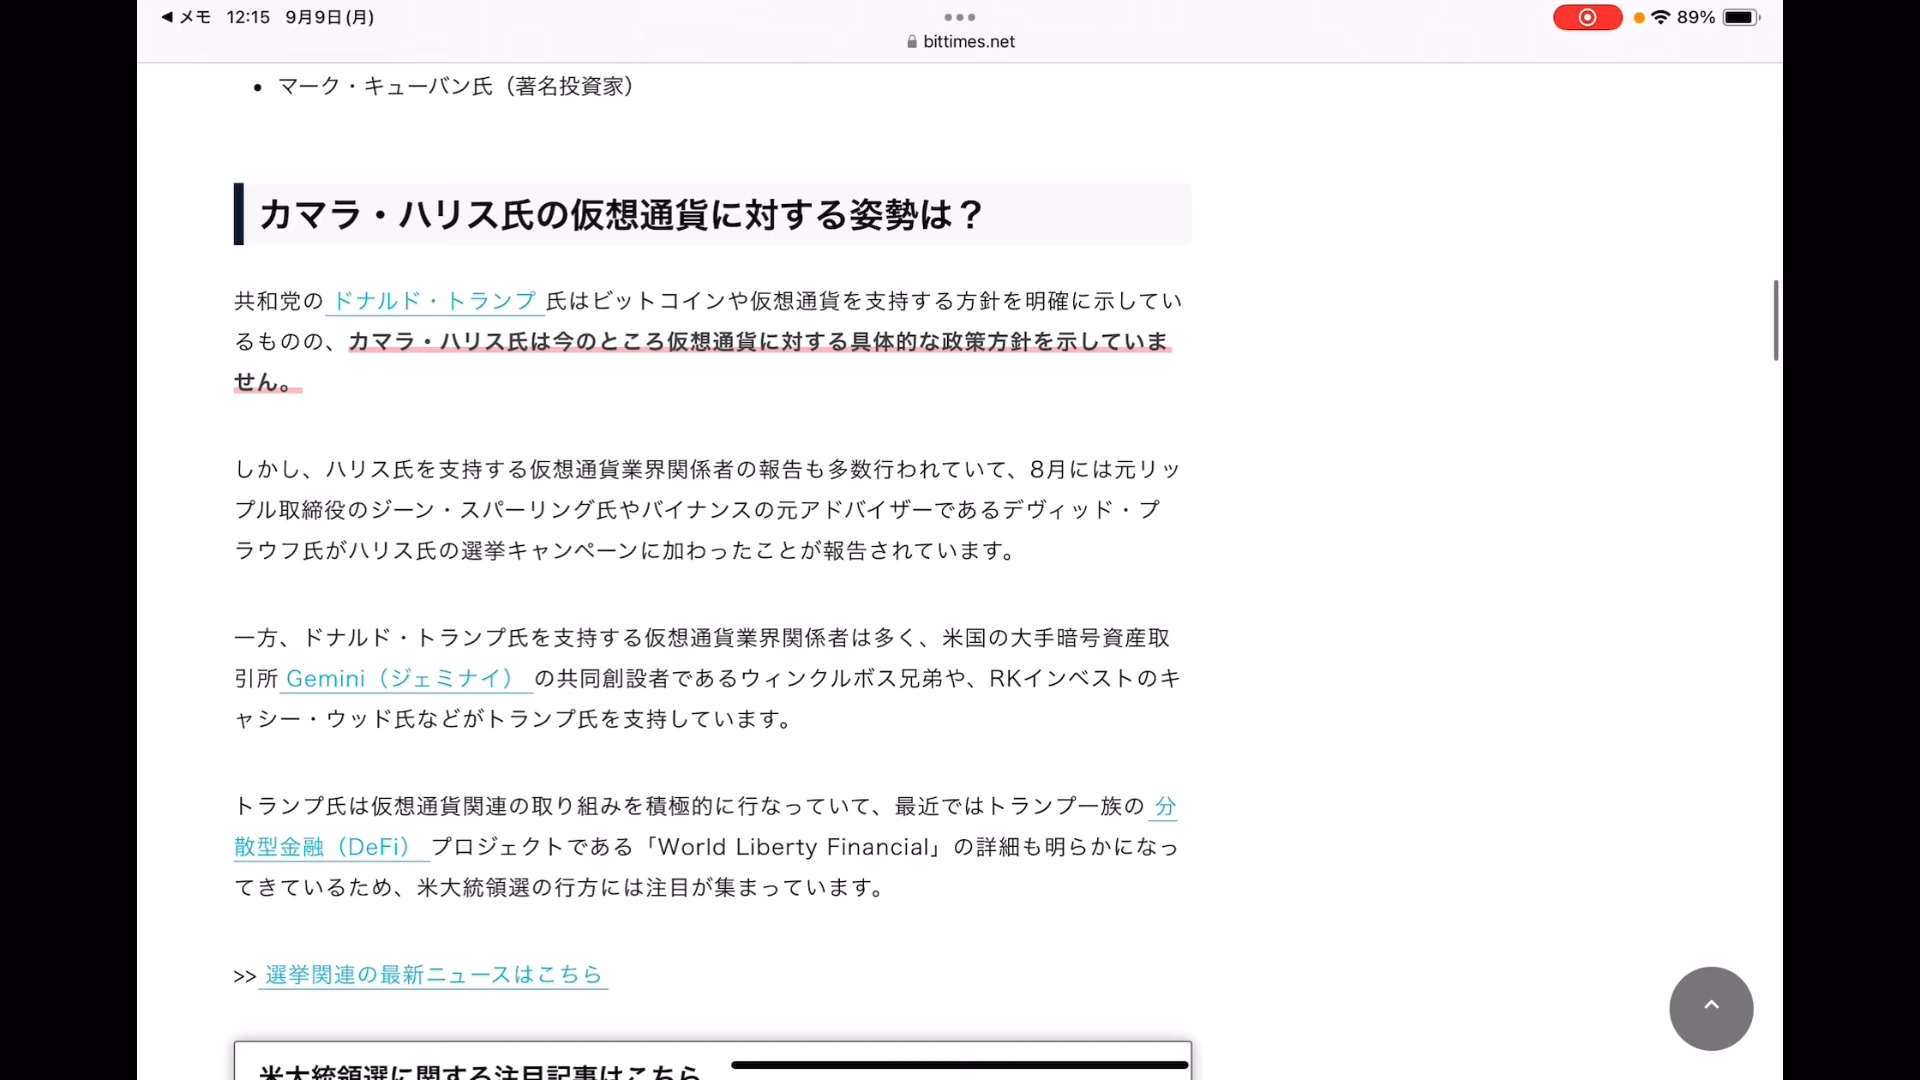 ◀ メモ 12:15 9月9日(月)
89%
bittimes.net
• マーク・キューバン氏（著名投資家）
カマラ・ハリス氏の仮想通貨に対する姿勢は？
共和党の ドナルド・トランプ 氏はビットコインや仮想通貨を支持する方針を明確に示してい
るものの、カマラ・ハリス氏は今のところ仮想通貨に対する具体的な政策方針を示していま
せん。
しかし、ハリス氏を支持する仮想通貨業界関係者の報告も多数行われていて、8月には元リッ
プル取締役のジーン・スパーリング氏やバイナンスの元アドバイザーであるデヴィッド・プ
ラウフ氏がハリス氏の選挙キャンペーンに加わったことが報告されています。
一方、ドナルド・トランプ氏を支持する仮想通貨業界関係者は多く、米国の大手暗号資産取
引所 Gemini（ジェミナイ） の共同創設者であるウィンクルボス兄弟や、RKインベストのキ
ャシー・ウッド氏などがトランプ氏を支持しています。
トランプ氏は仮想通貨関連の取り組みを積極的に行なっていて、最近ではトランプ一族の 分
散型金融（DeFi） プロジェクトである「World Liberty Financial」の詳細も明らかになっ
てきているため、米大統領選の行方には注目が集まっています。
>> 選挙関連の最新ニュースはこちら
米大統領選に関する注目記事はこちら